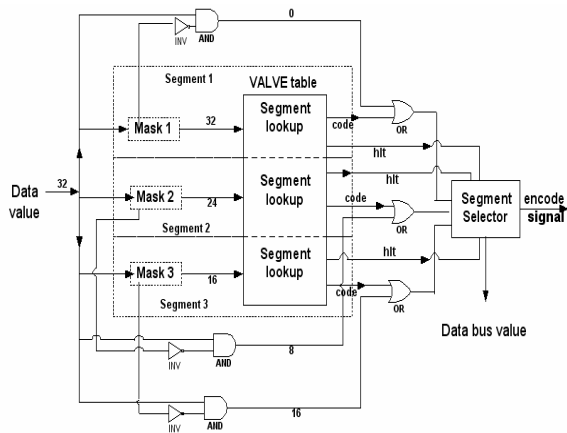 0
INV
AND
Segment 1
VALVE table
Mask 1
32
Segment lookup
code
OR
hlt
hlt
Data value
32
Mask 2
24
Segment lookup
code
OR
Segment Selector
encode signal
Segment 2
Mask 3
16
Segment lookup
hlt
code
OR
Segment 3
Data bus value
INV
AND
8
INV
AND
16